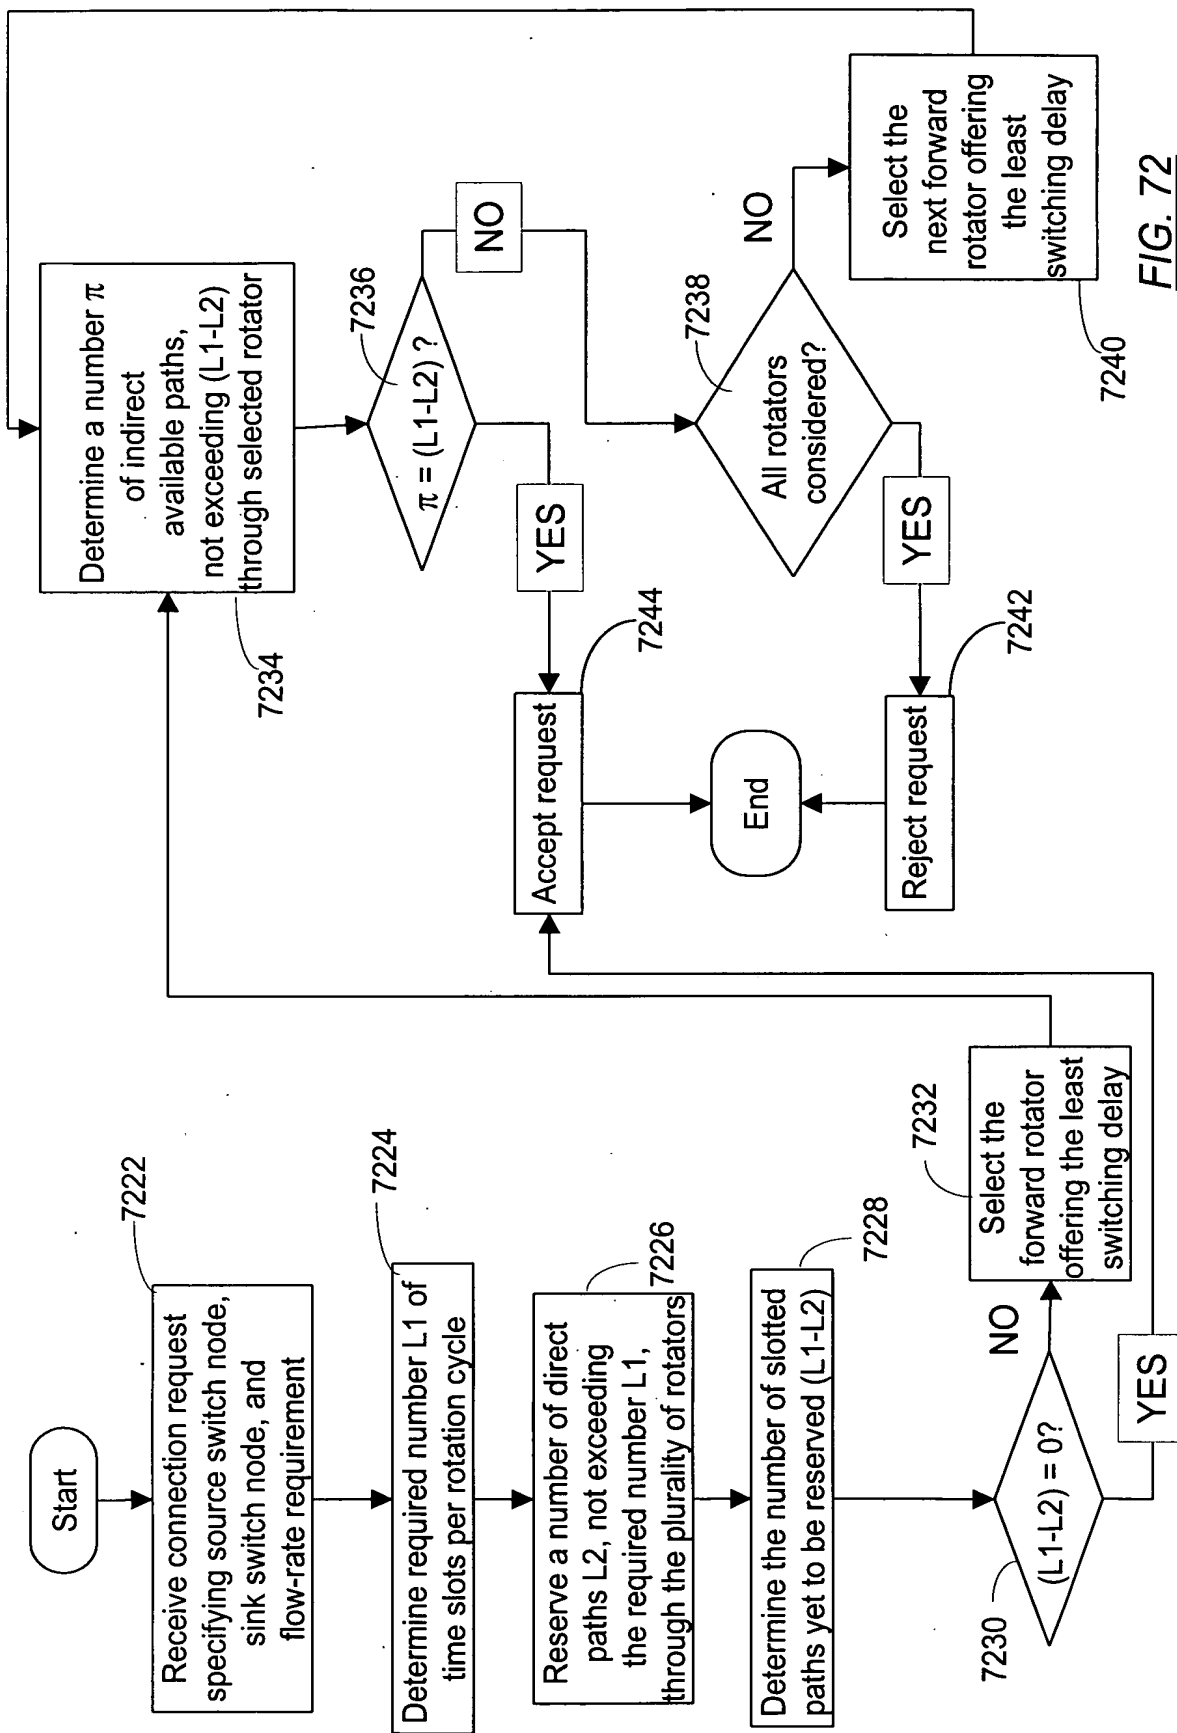 Start
7222
Receive connection request
specifying source switch node,
sink switch node, and
flow-rate requirement
7224
Determine required number L1 of
time slots per rotation cycle
7226
Reserve a number of direct
paths L2, not exceeding
the required number L1,
through the plurality of rotators
7228
Determine the number of slotted
paths yet to be reserved (L1-L2)
7230
(L1-L2) = 0?
NO
YES
7232
Select the
forward rotator
offering the least
switching delay
Determine a number π
of indirect
available paths,
not exceeding (L1-L2)
through selected rotator
7234
7236
π = (L1-L2) ?
NO
YES
7244
Accept request
End
7238
All rotators
considered?
NO
YES
7242
Reject request
Select the
next forward
rotator offering
the least
switching delay
7240
FIG. 72